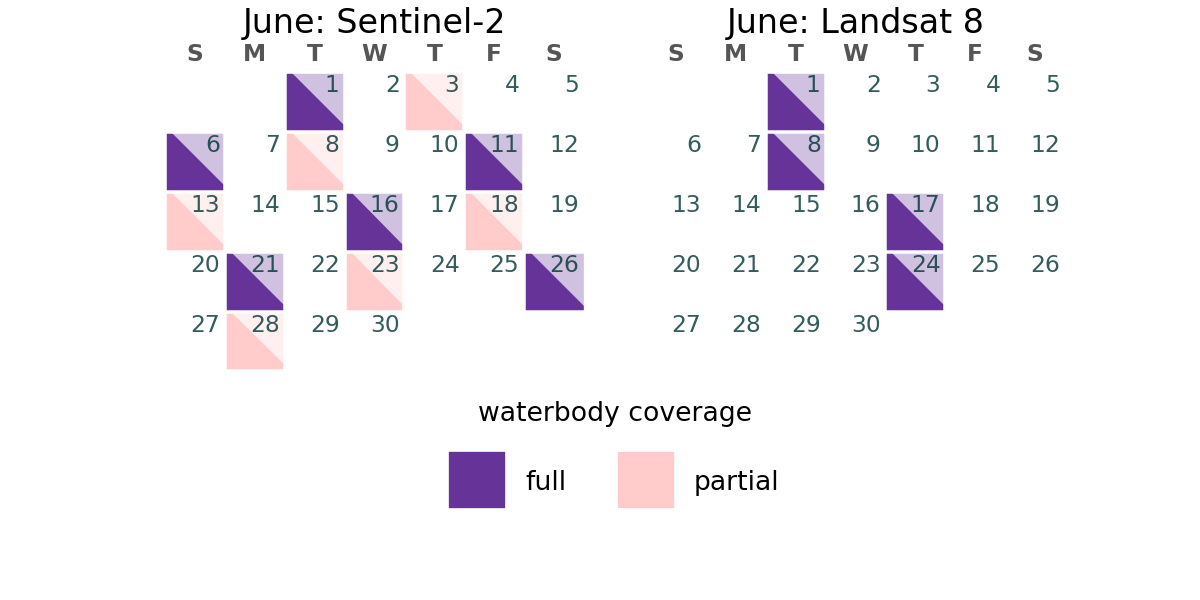 June: Sentinel-2
S M T W T F S
1 2 3 4 5
6 7 8 9 10 11 12
13 14 15 16 17 18 19
20 21 22 23 24 25 26
27 28 29 30
June: Landsat 8
S M T W T F S
1 2 3 4 5
6 7 8 9 10 11 12
13 14 15 16 17 18 19
20 21 22 23 24 25 26
27 28 29 30
waterbody coverage
full
partial